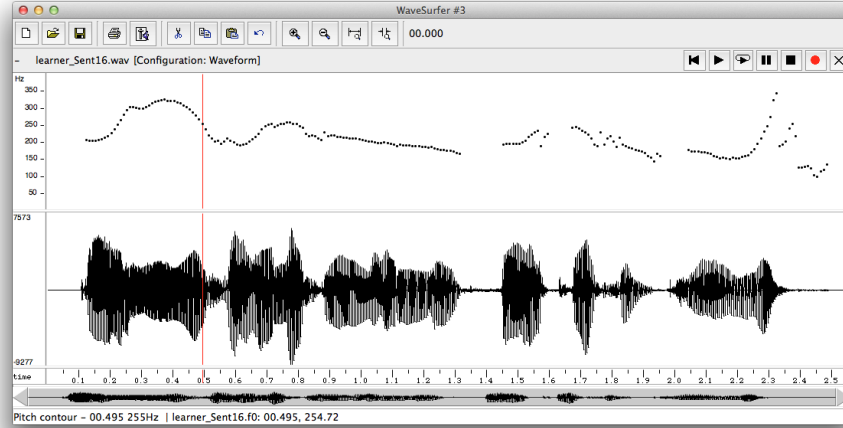 WaveSurfer #3
00.000
– learner_Sent16.wav [Configuration: Waveform]
Hz
350
300
250
200
150
100
50
7573
-9277
time 0.1 0.2 0.3 0.4 0.5 0.6 0.7 0.8 0.9 1.0 1.1 1.2 1.3 1.4 1.5 1.6 1.7 1.8 1.9 2.0 2.1 2.2 2.3 2.4 2.5
Pitch contour - 00.495 255Hz | learner_Sent16.f0: 00.495, 254.72